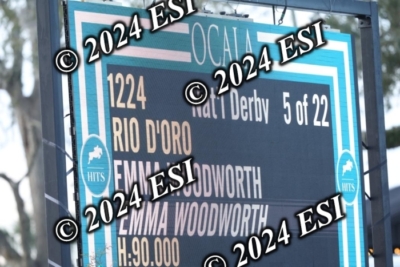 OCALA
1224
Nat'l Derby 5 of 22
RIO D'ORO
EMMA WOODWORTH
EMMA WOODWORTH
H:90.000
HITS
HITS
© 2024 ESI
© 2024 ESI
© 2024 ESI
© 2024 ESI
© 2024 ESI